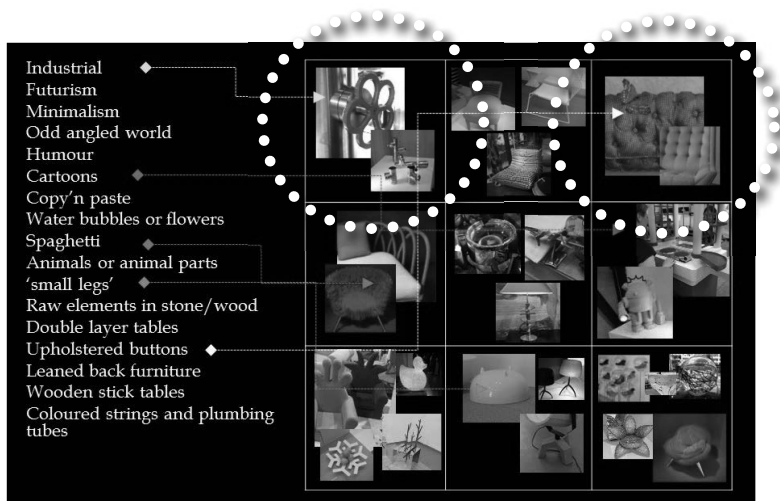 Industrial
Futurism
Minimalism
Odd angled world
Humour
Cartoons
Copy'n paste
Water bubbles or flowers
Spaghetti
Animals or animal parts
‘small legs’
Raw elements in stone/wood
Double layer tables
Upholstered buttons
Leaned back furniture
Wooden stick tables
Coloured strings and plumbing
tubes